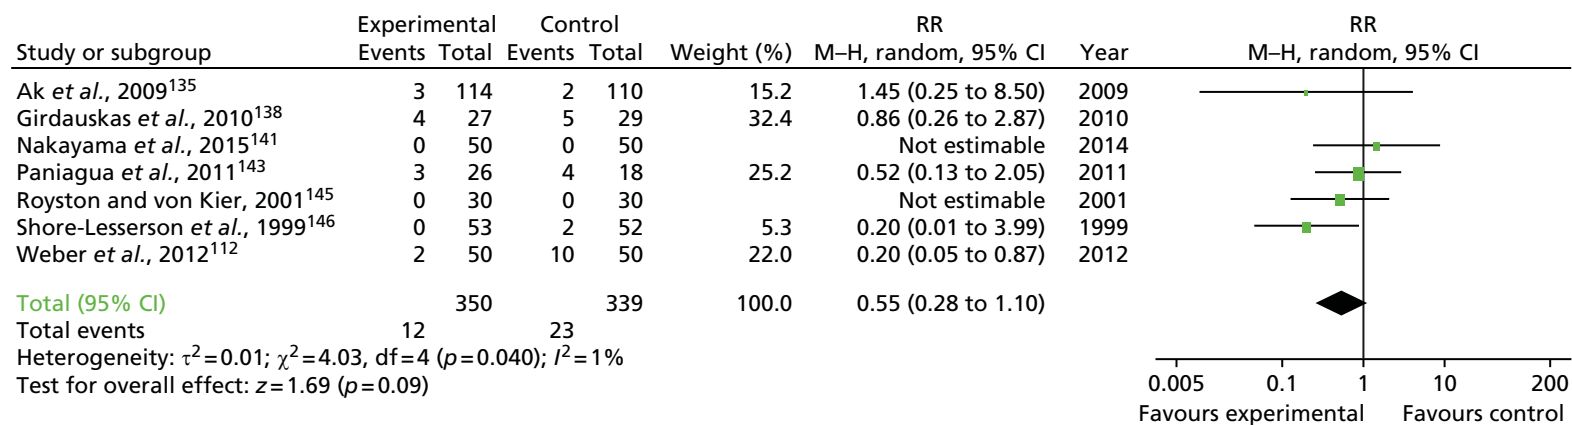 Experimental Control RR RR
Study or subgroup Events Total Events Total Weight (%) M–H, random, 95% CI Year M–H, random, 95% CI
Ak et al., 2009135 3 114 2 110 15.2 1.45 (0.25 to 8.50) 2009
Girdauskas et al., 2010138 4 27 5 29 32.4 0.86 (0.26 to 2.87) 2010
Nakayama et al., 2015141 0 50 0 50 Not estimable 2014
Paniagua et al., 2011143 3 26 4 18 25.2 0.52 (0.13 to 2.05) 2011
Royston and von Kier, 2001145 0 30 0 30 Not estimable 2001
Shore-Lesserson et al., 1999146 0 53 2 52 5.3 0.20 (0.01 to 3.99) 1999
Weber et al., 2012112 2 50 10 50 22.0 0.20 (0.05 to 0.87) 2012
Total (95% CI) 350 339 100.0 0.55 (0.28 to 1.10)
Total events 12 23
Heterogeneity: τ2=0.01; χ2=4.03, df=4 (p=0.040); I2=1%
Test for overall effect: z=1.69 (p=0.09)
0.005 0.1 1 10 200
Favours experimental Favours control